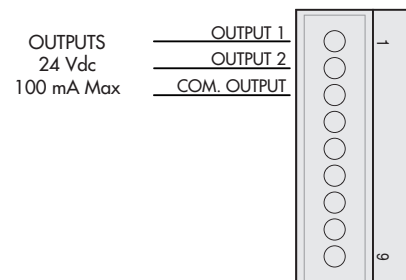 OUTPUTS
24 Vdc
100 mA Max
OUTPUT 1
OUTPUT 2
COM. OUTPUT
1
9